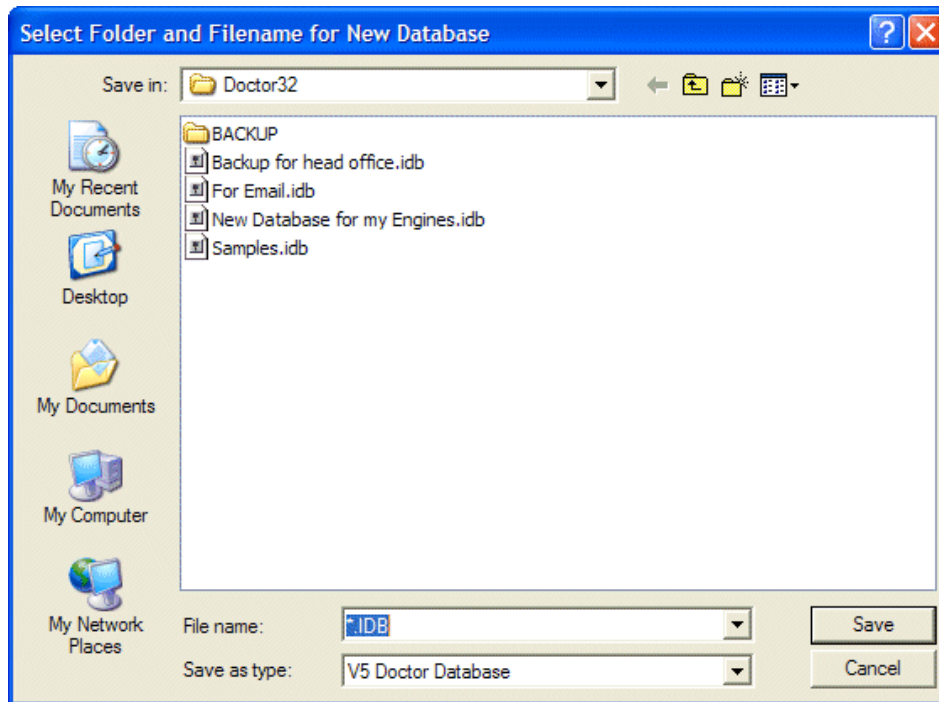 Select Folder and Filename for New Database
Save in:
Doctor32
BACKUP
Backup for head office.idb
For Email.idb
New Database for my Engines.idb
Samples.idb
My Recent
Documents
Desktop
My Documents
My Computer
My Network
Places
File name:
*.IDB
Save
Save as type:
V5 Doctor Database
Cancel